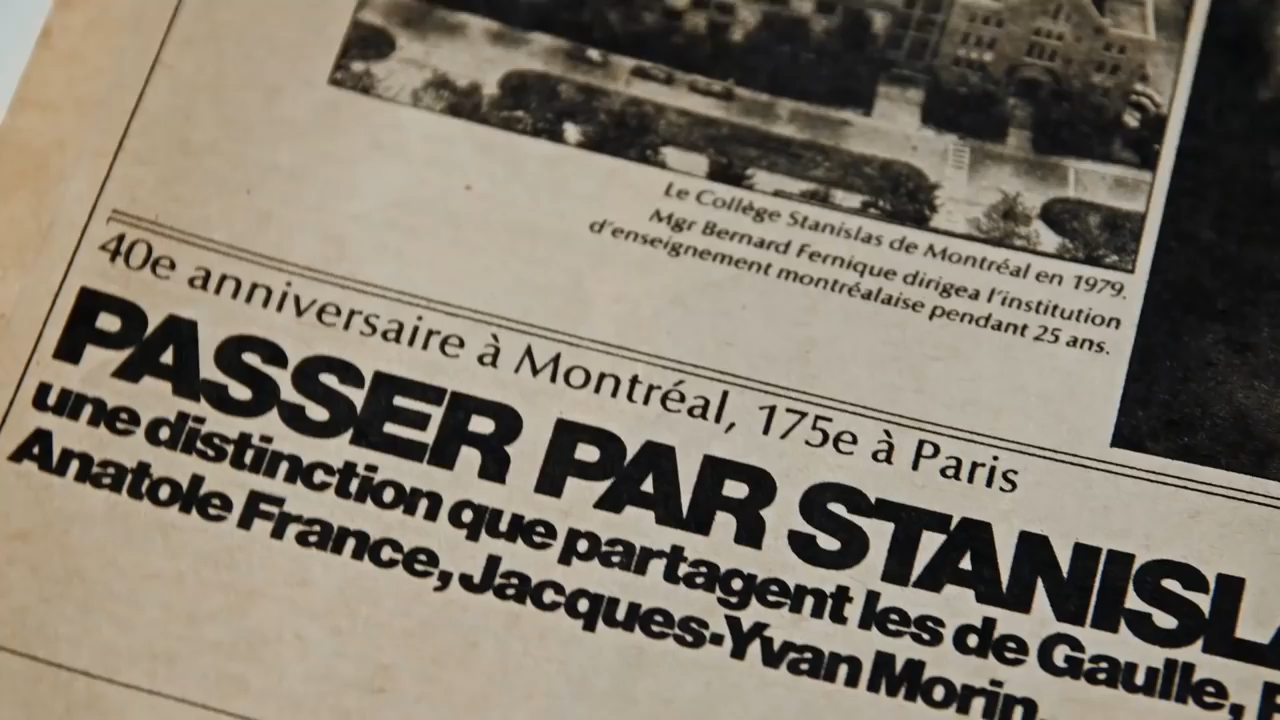 Le Collège Stanislas de Montréal en 1979.
Mgr Bernard Fernique dirigea l'institution
d'enseignement montréalaise pendant 25 ans.
40e anniversaire à Montréal, 175e à Paris
PASSER PAR STANISLA
une distinction que partagent les de Gaulle,
Anatole France, Jacques-Yvan Morin